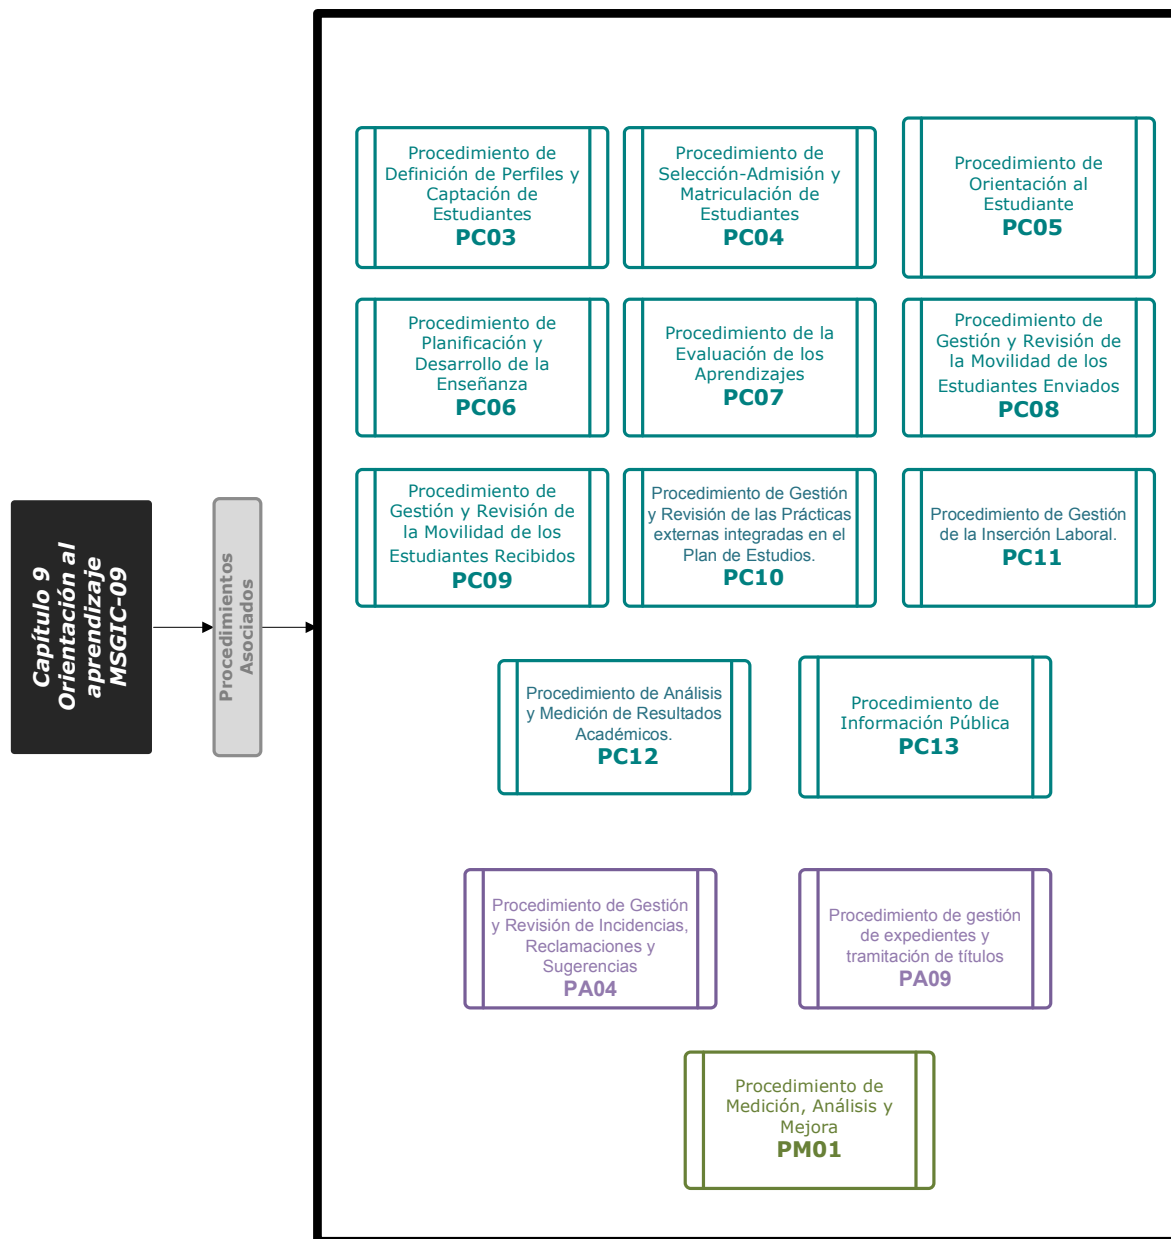 Capítulo 9
Orientación al
aprendizaje
MSGIC-09
Procedimientos
Asociados
Procedimiento de
Definición de Perfiles y
Captación de
Estudiantes
PC03
Procedimiento de
Selección-Admisión y
Matriculación de
Estudiantes
PC04
Procedimiento de
Orientación al
Estudiante
PC05
Procedimiento de
Planificación y
Desarrollo de la
Enseñanza
PC06
Procedimiento de la
Evaluación de los
Aprendizajes
PC07
Procedimiento de
Gestión y Revisión de
la Movilidad de los
Estudiantes Enviados
PC08
Procedimiento de
Gestión y Revisión de
la Movilidad de los
Estudiantes Recibidos
PC09
Procedimiento de Gestión
y Revisión de las Prácticas
externas integradas en el
Plan de Estudios.
PC10
Procedimiento de Gestión
de la Inserción Laboral.
PC11
Procedimiento de Análisis
y Medición de Resultados
Académicos.
PC12
Procedimiento de
Información Pública
PC13
Procedimiento de Gestión
y Revisión de Incidencias,
Reclamaciones y
Sugerencias
PA04
Procedimiento de gestión
de expedientes y
tramitación de títulos
PA09
Procedimiento de
Medición, Análisis y
Mejora
PM01